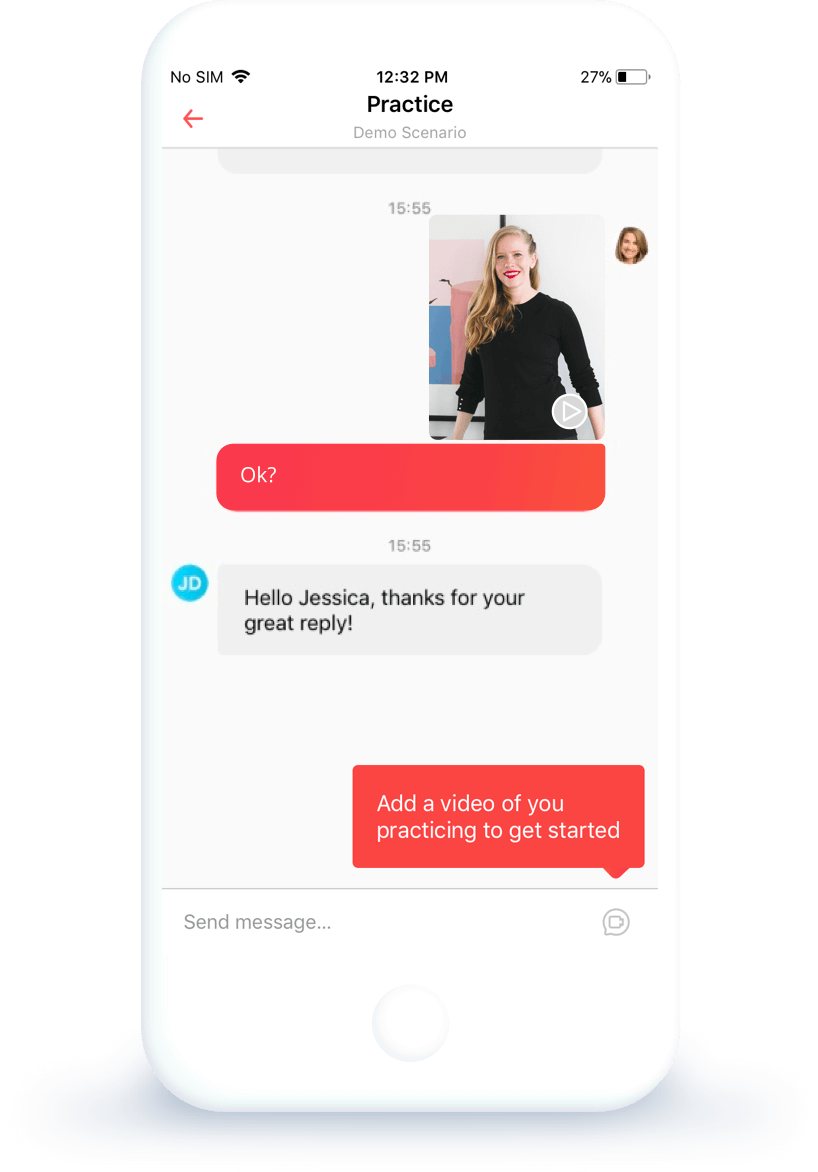 No SIM 12:32 PM 27%
Practice
Demo Scenario
15:55
Ok?
15:55
JD
Hello Jessica, thanks for your
great reply!
Add a video of you
practicing to get started
Send message...